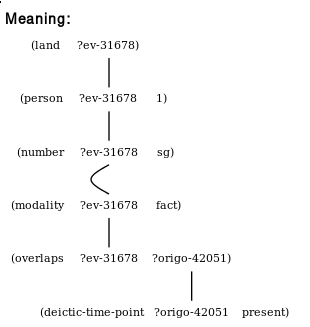 Meaning:
(land ?ev-31678)
(person ?ev-31678 1)
(number ?ev-31678 sg)
(modality ?ev-31678 fact)
(overlaps ?ev-31678 ?origo-42051)
(deictic-time-point ?origo-42051 present)